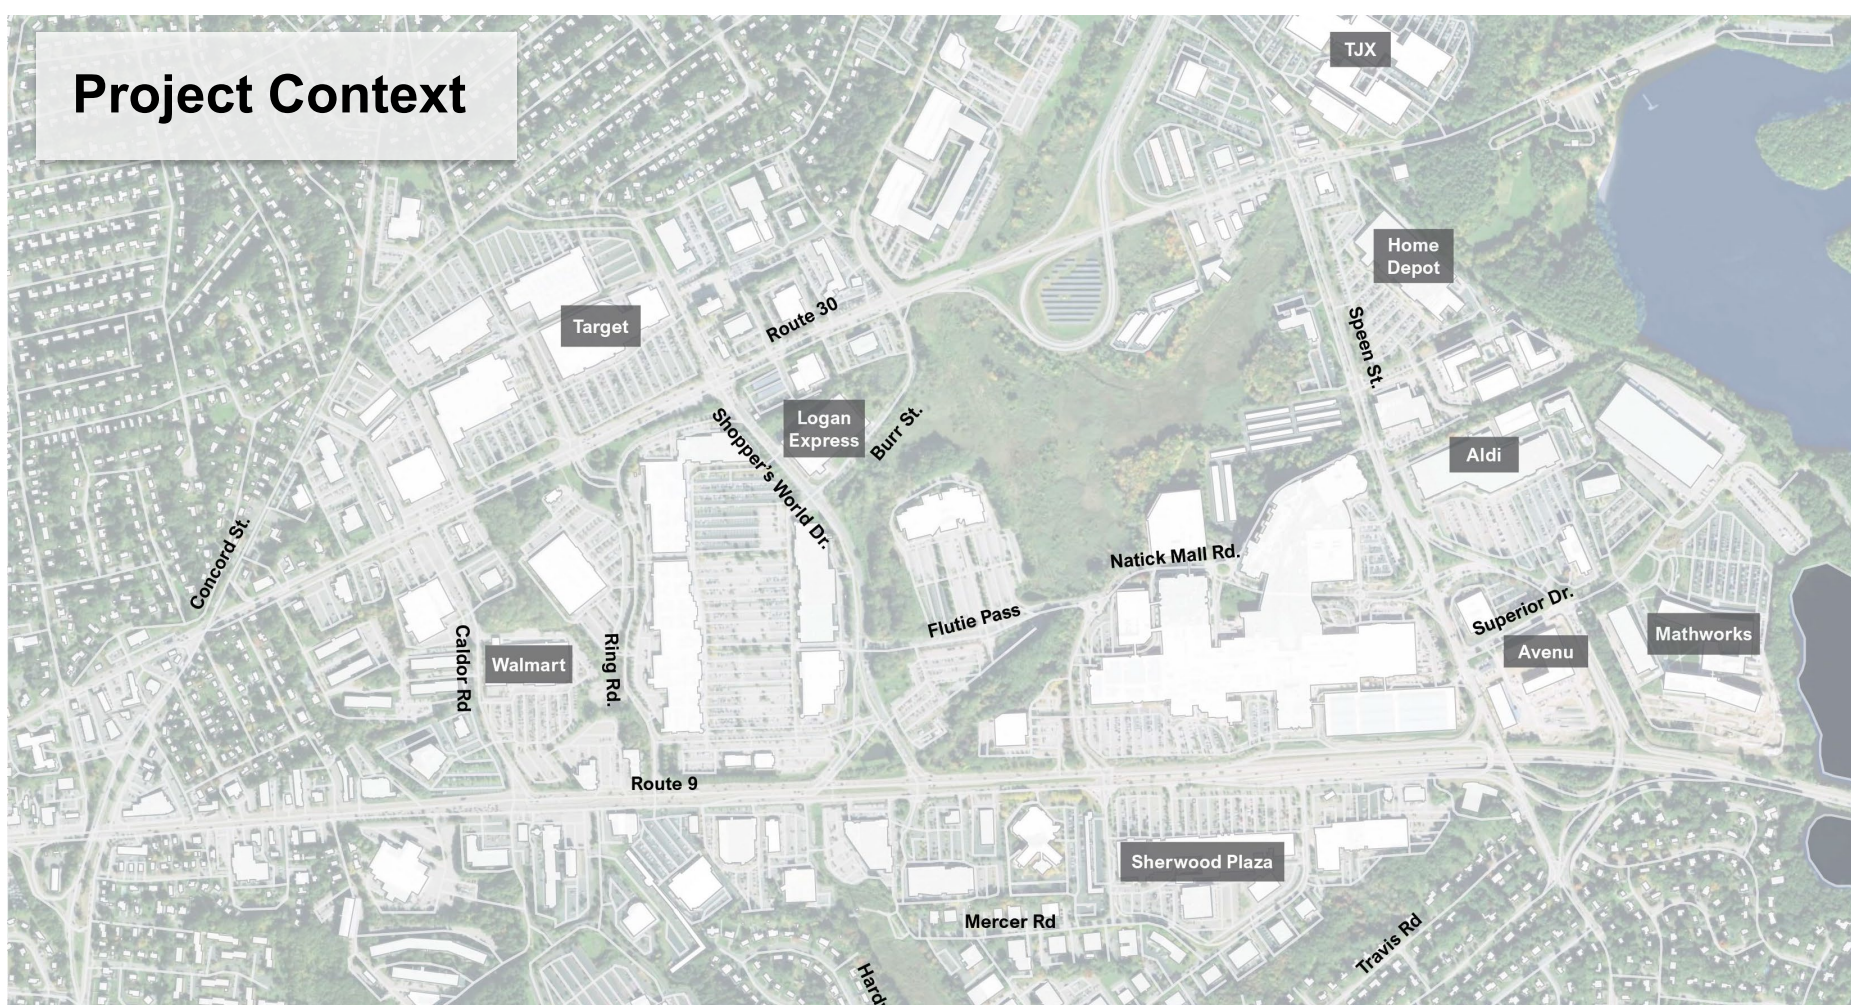 Project Context
TJX
Home
Depot
Target
Route 30
Speen St.
Logan
Express
Burr St.
Shopper's World Dr.
Aldi
Concord St.
Natick Mall Rd.
Flutie Pass
Superior Dr.
Mathworks
Avenu
Caldor Rd
Walmart
Ring Rd.
Route 9
Sherwood Plaza
Mercer Rd
Travis Rd